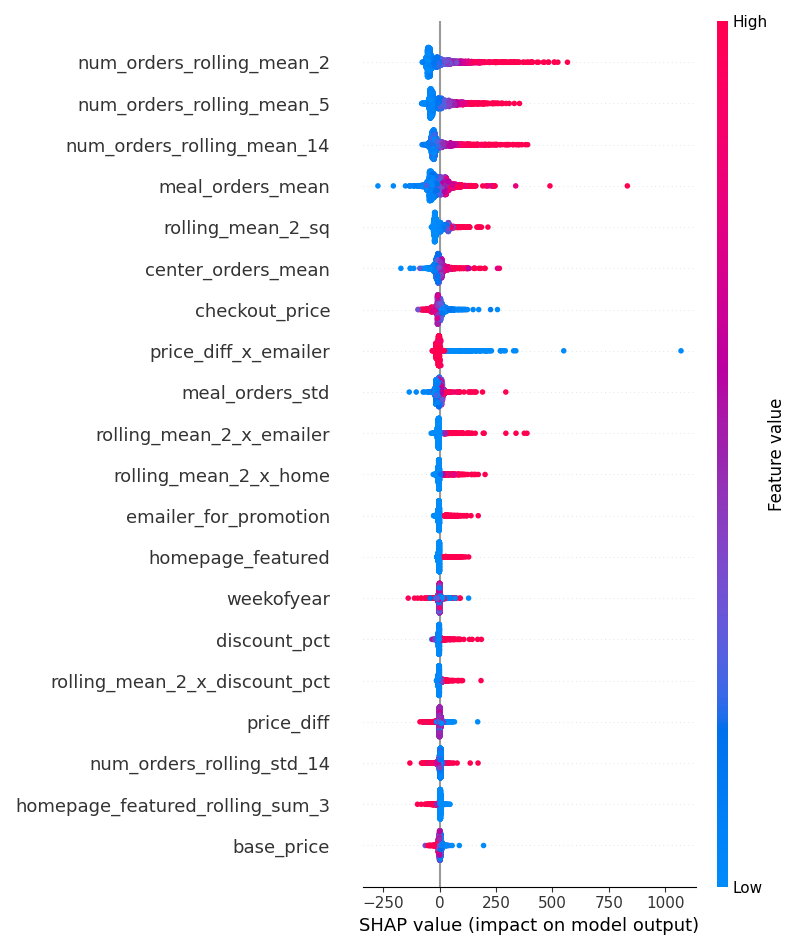 High
num_orders_rolling_mean_2
num_orders_rolling_mean_5
num_orders_rolling_mean_14
meal_orders_mean
rolling_mean_2_sq
center_orders_mean
checkout_price
price_diff_x_emailer
meal_orders_std
rolling_mean_2_x_emailer
rolling_mean_2_x_home
emailer_for_promotion
homepage_featured
weekofyear
discount_pct
rolling_mean_2_x_discount_pct
price_diff
num_orders_rolling_std_14
homepage_featured_rolling_sum_3
base_price
Feature value
Low
−250 0 250 500 750 1000
SHAP value (impact on model output)